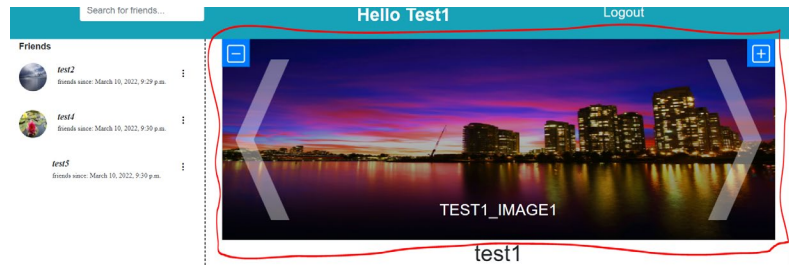 Search for friends...
Hello Test1
Logout
Friends
test2
friends since: March 10, 2022, 9:29 p.m.
test4
friends since: March 10, 2022, 9:30 p.m.
test5
friends since: March 10, 2022, 9:30 p.m.
TEST1_IMAGE1
test1